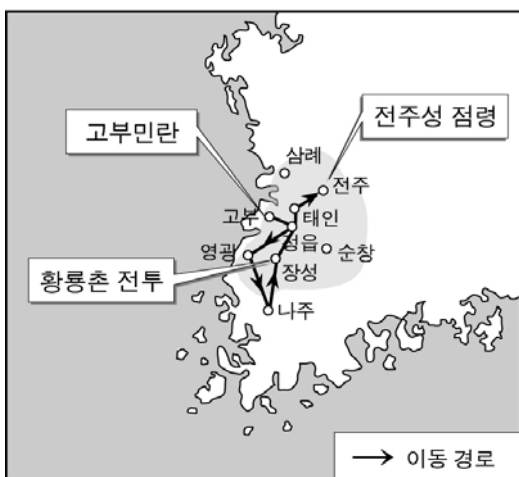 고부민란
전주성 점령
삼례
전주
고부
태인
정읍
영광
순창
황룡촌 전투
장성
나주
이동 경로